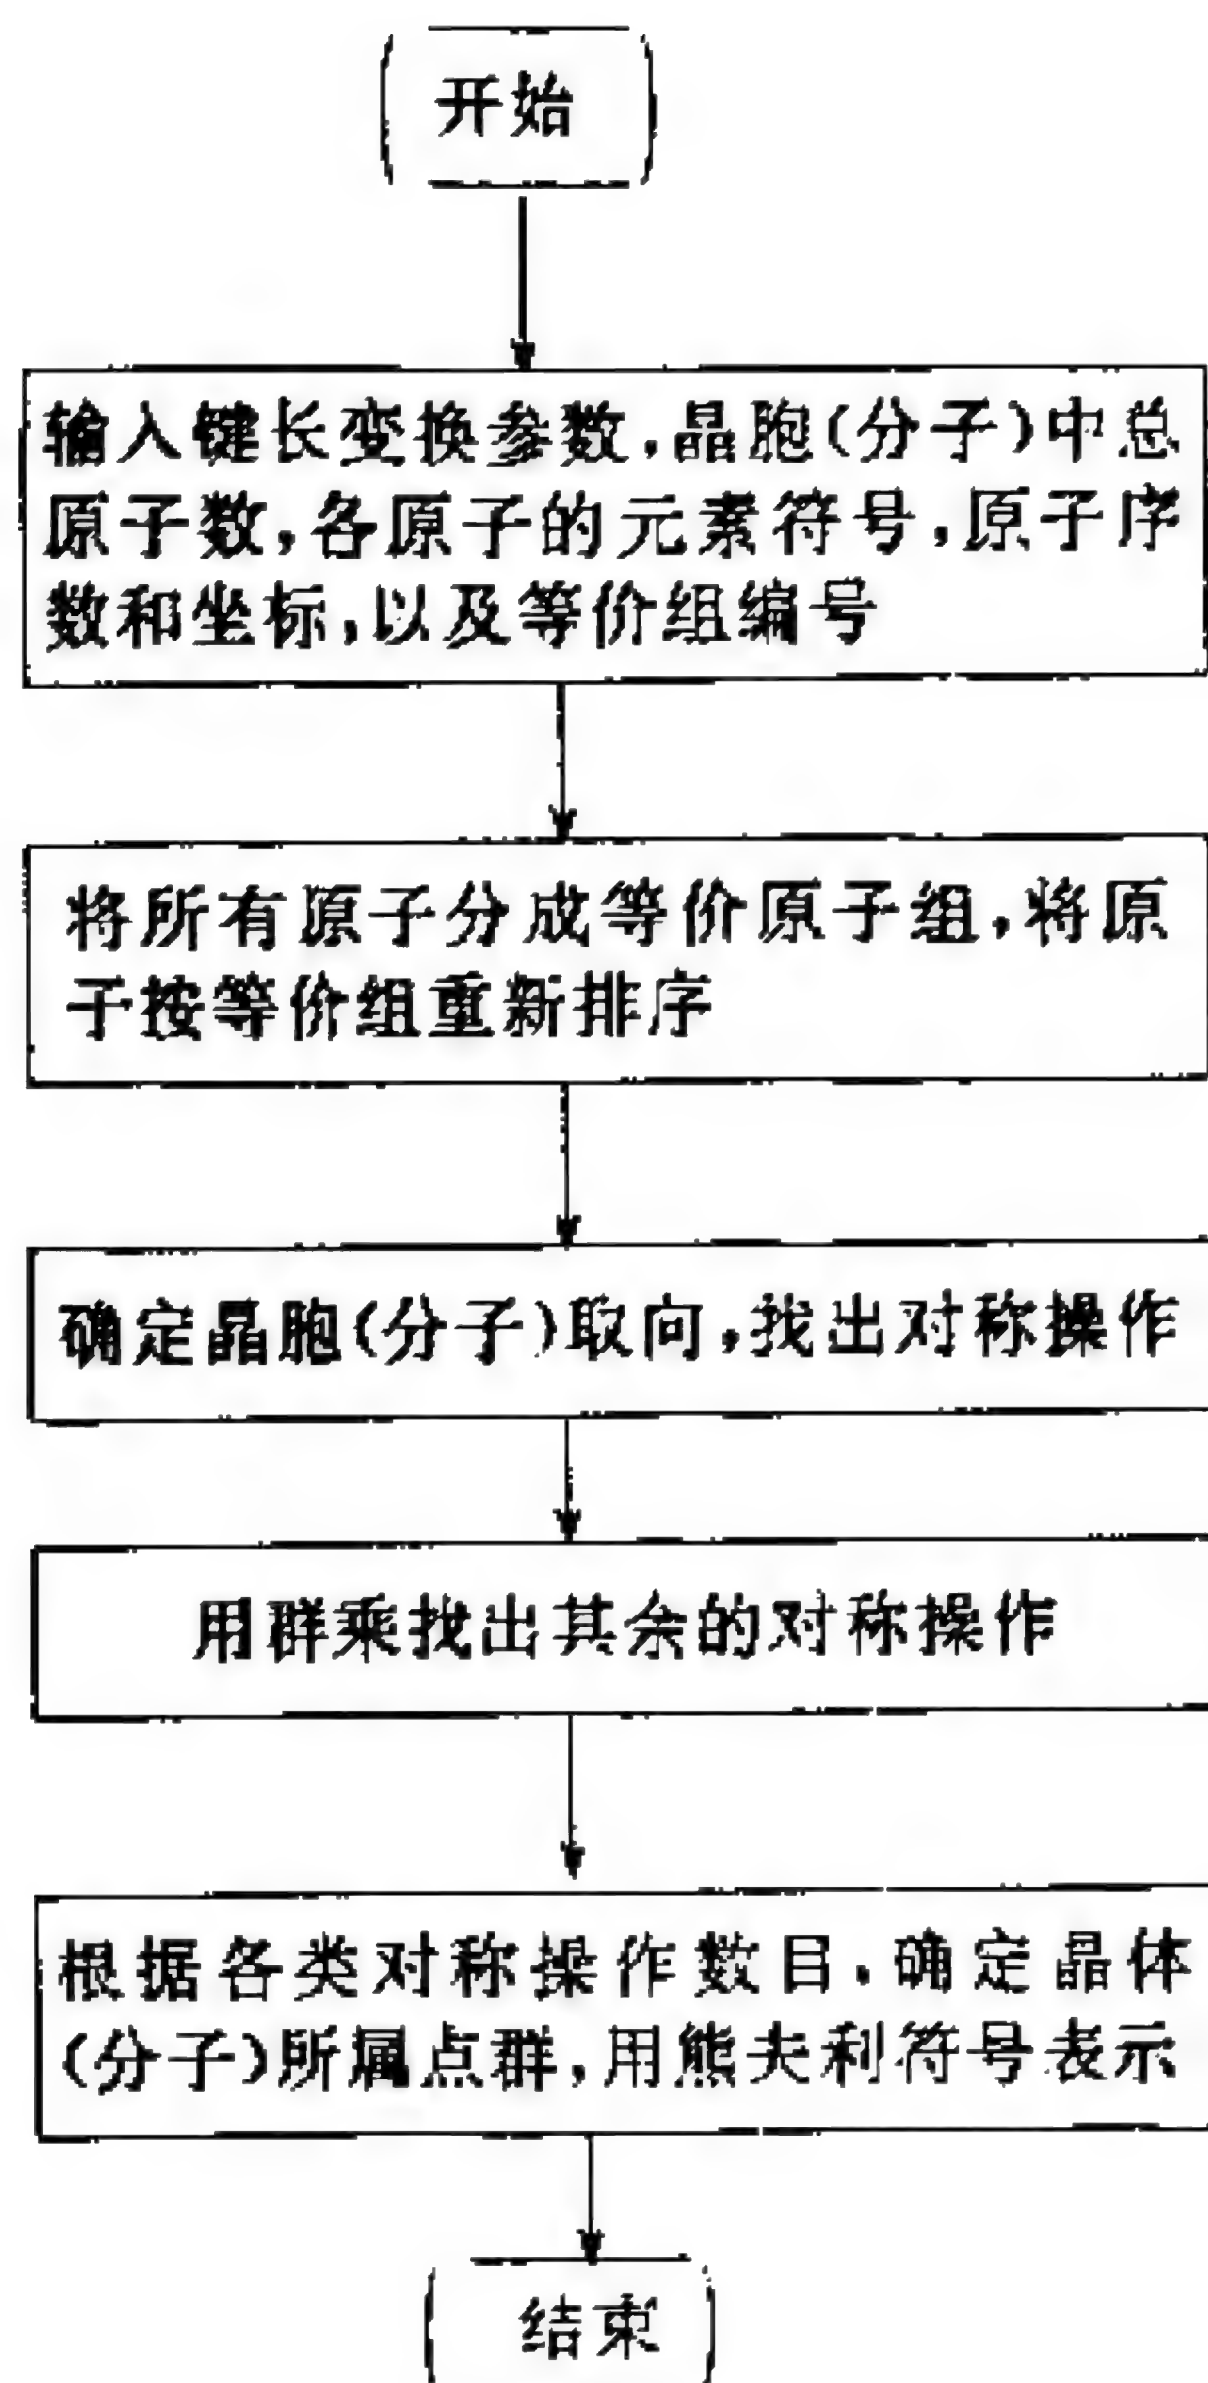 开始
输入键长变换参数,晶胞(分子)中总
原子数,各原子的元素符号,原子序
数和坐标,以及等价组编号
将所有原子分成等价原子组,将原
子按等价组重新排序
确定晶胞(分子)取向,找出对称操作
用群乘找出其余的对称操作
根据各类对称操作数目,确定晶体
(分子)所属点群,用熊夫利符号表示
结束